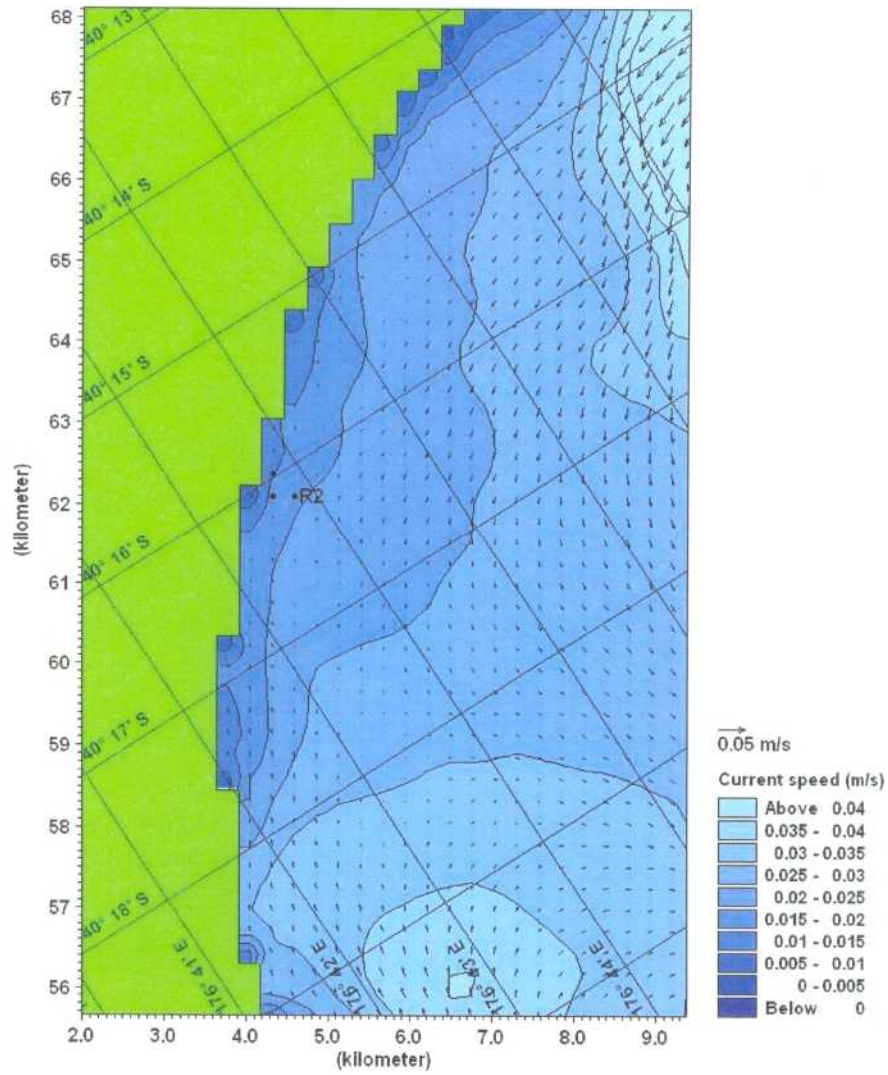 68
67
66
65
64
63
62
61
60
59
58
57
56
(kilometer)
2.0
3.0
4.0
5.0
6.0
7.0
8.0
9.0
(kilometer)
40° 13'
40° 14' S
40° 15' S
40° 16' S
40° 17' S
40° 18' S
176° 41' E
176° 42' E
176° 43' E
176° 44' E
R2
0.05 m/s
Current speed (m/s)
Above 0.04
0.035 - 0.04
0.03 - 0.035
0.025 - 0.03
0.02 - 0.025
0.015 - 0.02
0.01 - 0.015
0.005 - 0.01
0 - 0.005
Below 0